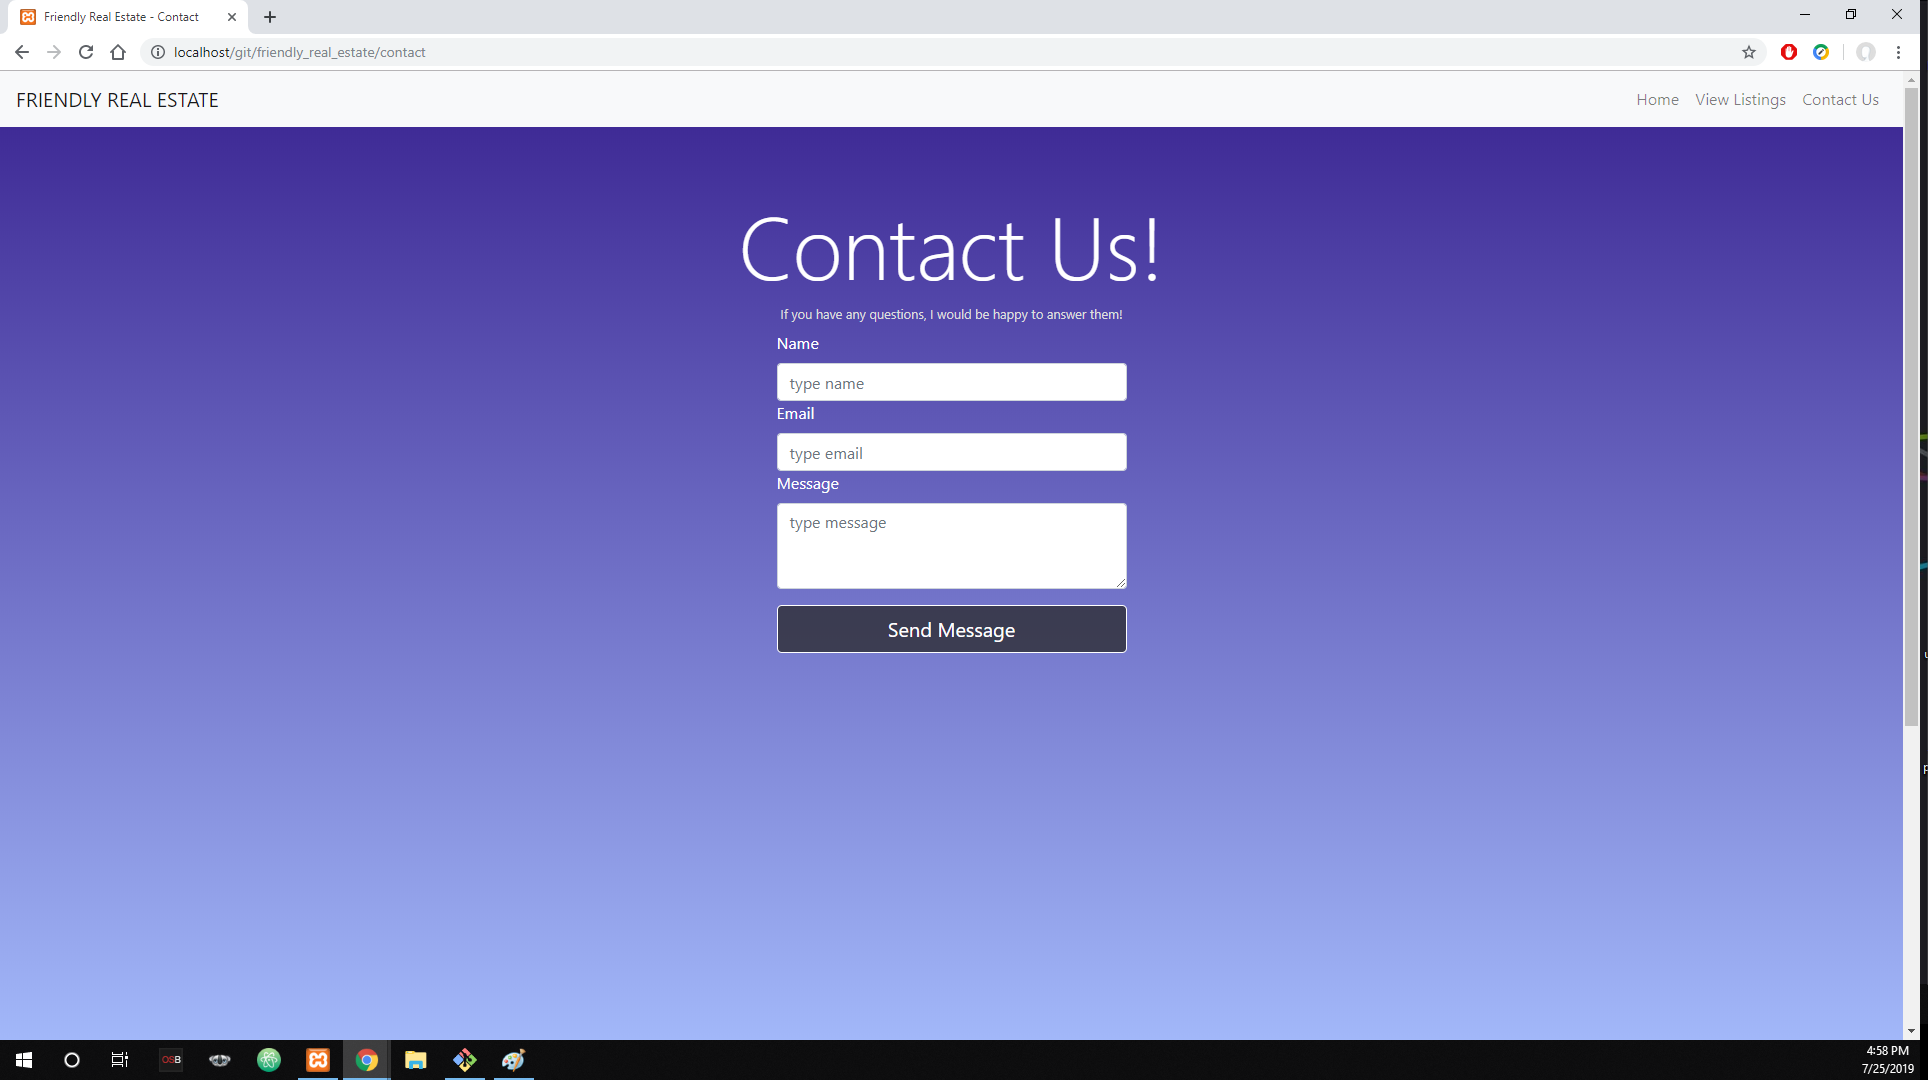 Friendly Real Estate - Contact
localhost/git/friendly_real_estate/contact
FRIENDLY REAL ESTATE
Home View Listings Contact Us
Contact Us!
If you have any questions, I would be happy to answer them!
Name
type name
Email
type email
Message
type message
Send Message
OSB
4:58 PM
7/25/2019